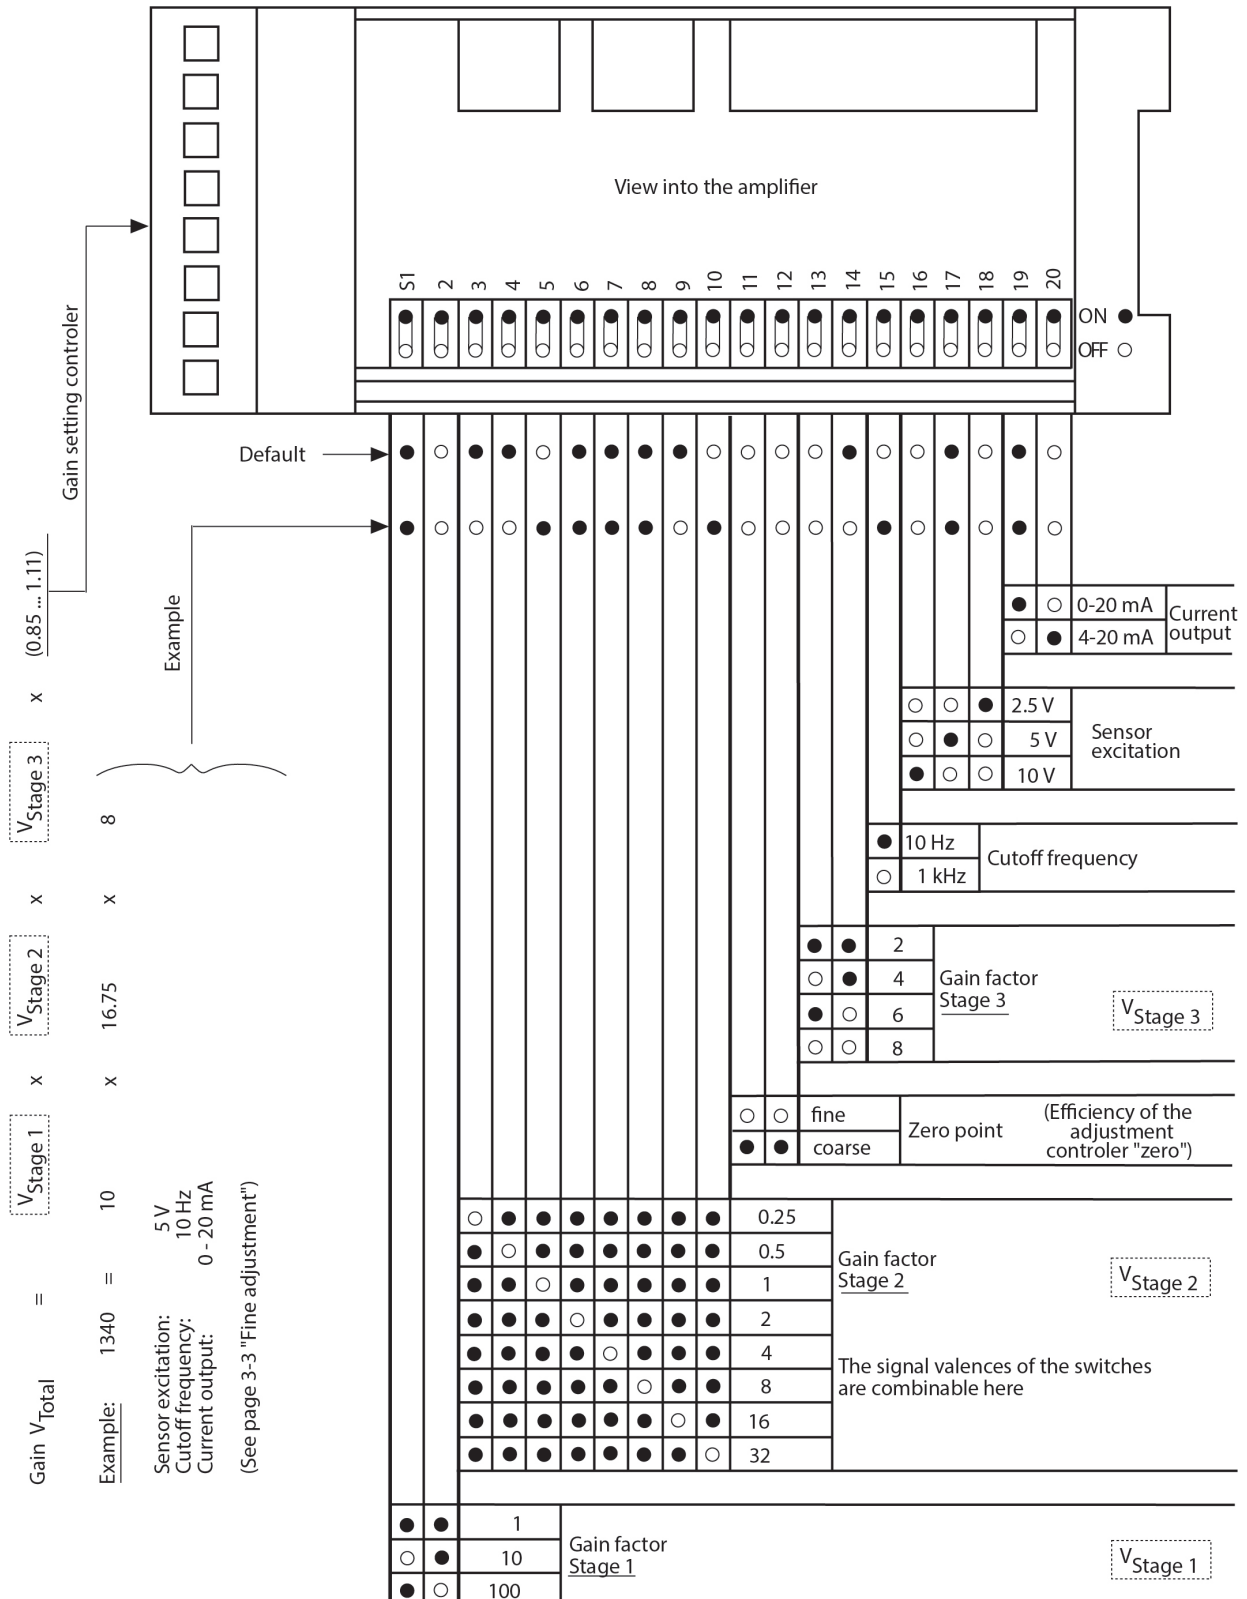 View into the amplifier
S1 2 3 4 5 6 7 8 9 10 11 12 13 14 15 16 17 18 19 20
ON
OFF
Gain setting controler
Default
Example
0-20 mA
4-20 mA
Current
output
2.5 V
5 V
10 V
Sensor
excitation
10 Hz
1 kHz
Cutoff frequency
2
4
6
8
Gain factor
Stage 3
VStage 3
fine
coarse
Zero point
(Efficiency of the
adjustment
controler "zero")
0.25
0.5
1
2
4
8
16
32
Gain factor
Stage 2
VStage 2
The signal valences of the switches
are combinable here
1
10
100
Gain factor
Stage 1
VStage 1
Gain VTotal = VStage 1 x VStage 2 x VStage 3 x (0.85 ... 1.11)
Example: 1340 = 10 x 16.75 x 8
Sensor excitation: 5 V
Cutoff frequency: 10 Hz
Current output: 0 - 20 mA
(See page 3-3 "Fine adjustment")